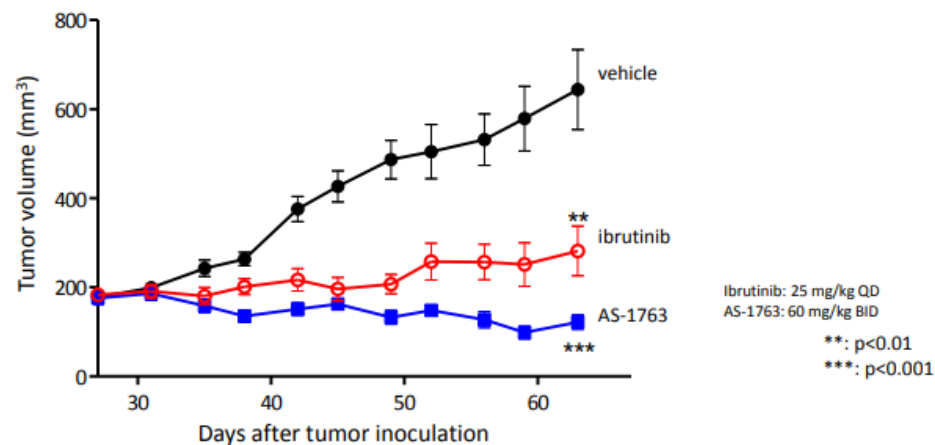 800
600
400
200
0
Tumor volume (mm³)
30
40
50
60
Days after tumor inoculation
vehicle
**
ibrutinib
AS-1763
***
Ibrutinib: 25 mg/kg QD
AS-1763: 60 mg/kg BID
**: p<0.01
***: p<0.001